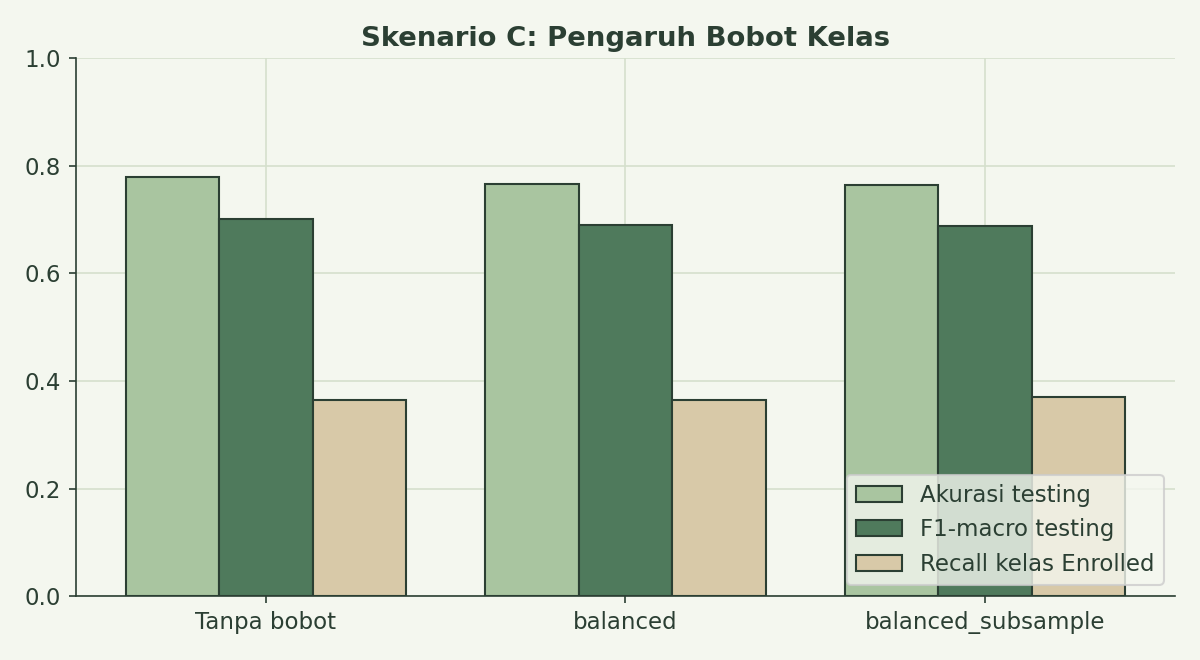 Skenario C: Pengaruh Bobot Kelas
1.0
0.8
0.6
0.4
0.2
0.0
Akurasi testing
F1-macro testing
Recall kelas Enrolled
Tanpa bobot
balanced
balanced_subsample